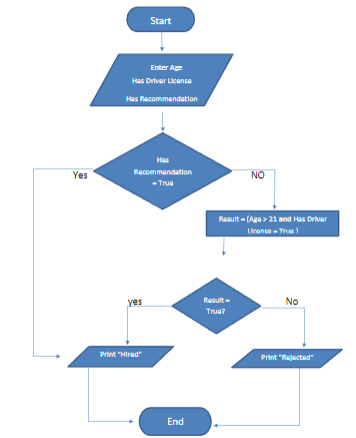 Start
Enter Age
Has Driver License
Has Recommendation
Has
Recommendation
= True
Yes
NO
Result = (Age > 21 and Has Driver
License = True )
Result =
True?
yes
No
Print "Hired"
Print "Rejected"
End